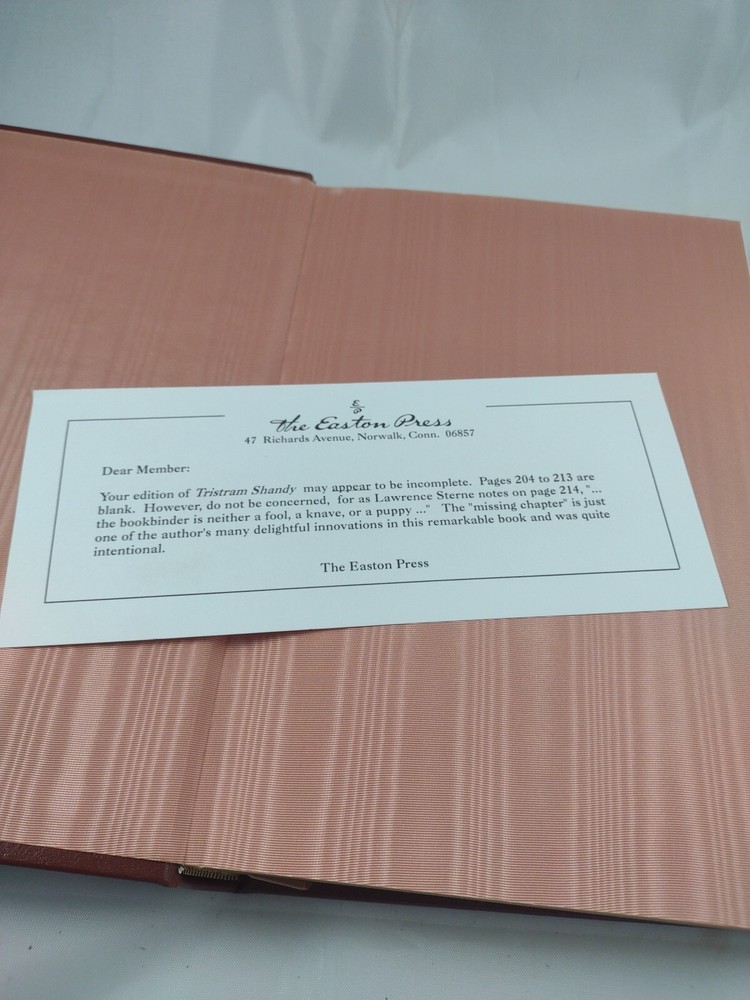 EP
the Easton Press
47 Richards Avenue, Norwalk, Conn. 06857
Dear Member:
Your edition of Tristram Shandy may appear to be incomplete. Pages 204 to 213 are
blank. However, do not be concerned, for as Lawrence Sterne notes on page 214, "...
the bookbinder is neither a fool, a knave, or a puppy ..." The "missing chapter" is just
one of the author's many delightful innovations in this remarkable book and was quite
intentional.
The Easton Press